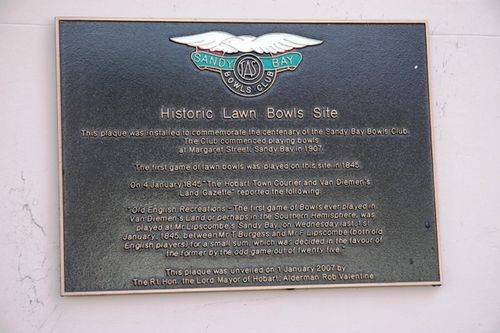 SANDY BAY
IAS
BOWLS CLUB
Historic Lawn Bowls Site
This plaque was installed to commemorate the centenary of the Sandy Bay Bowls Club.
The Club commenced playing bowls
at Margaret Street, Sandy Bay in 1907.
The first game of lawn bowls was played on this site in 1845.
On 4 January 1845 "The Hobart Town Courier and Van Diemen's
Land Gazette" reported the following:
"Old English Recreations - The first game of Bowls ever played in
Van Diemen's Land, or perhaps in the Southern Hemisphere, was
played at Mr. Lipscombe's Sandy Bay, on Wednesday last, 1st
January, 1845, between Mr. T. Burgess and Mr. F. Lipscombe (both old
English players) for a small sum, which was decided in the favour of
the former by the odd game out of twenty five."
This plaque was unveiled on 1 January 2007 by
The Rt. Hon. the Lord Mayor of Hobart, Alderman Rob Valentine.